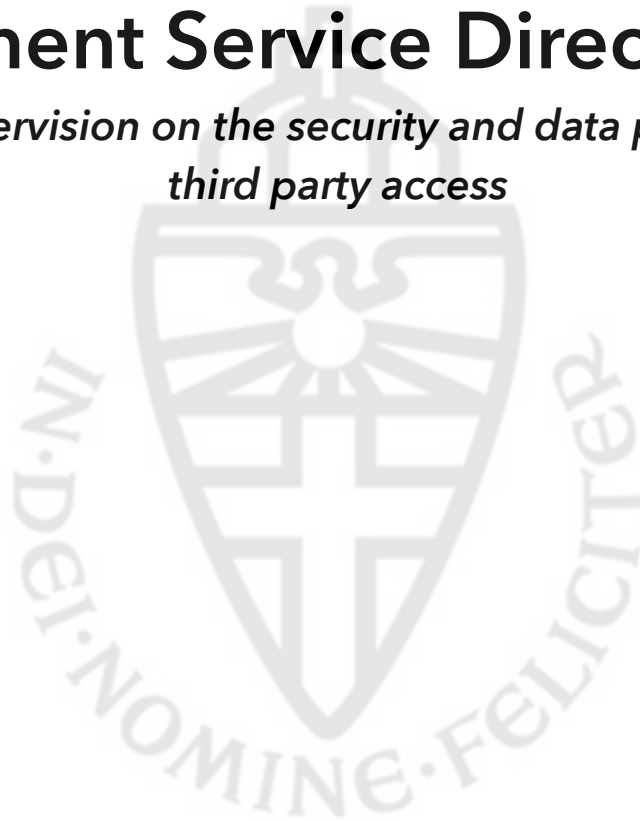 nent Service Direc
ervision on the security and data p
third party access
IN·DEI·NOMINE·FELICITER